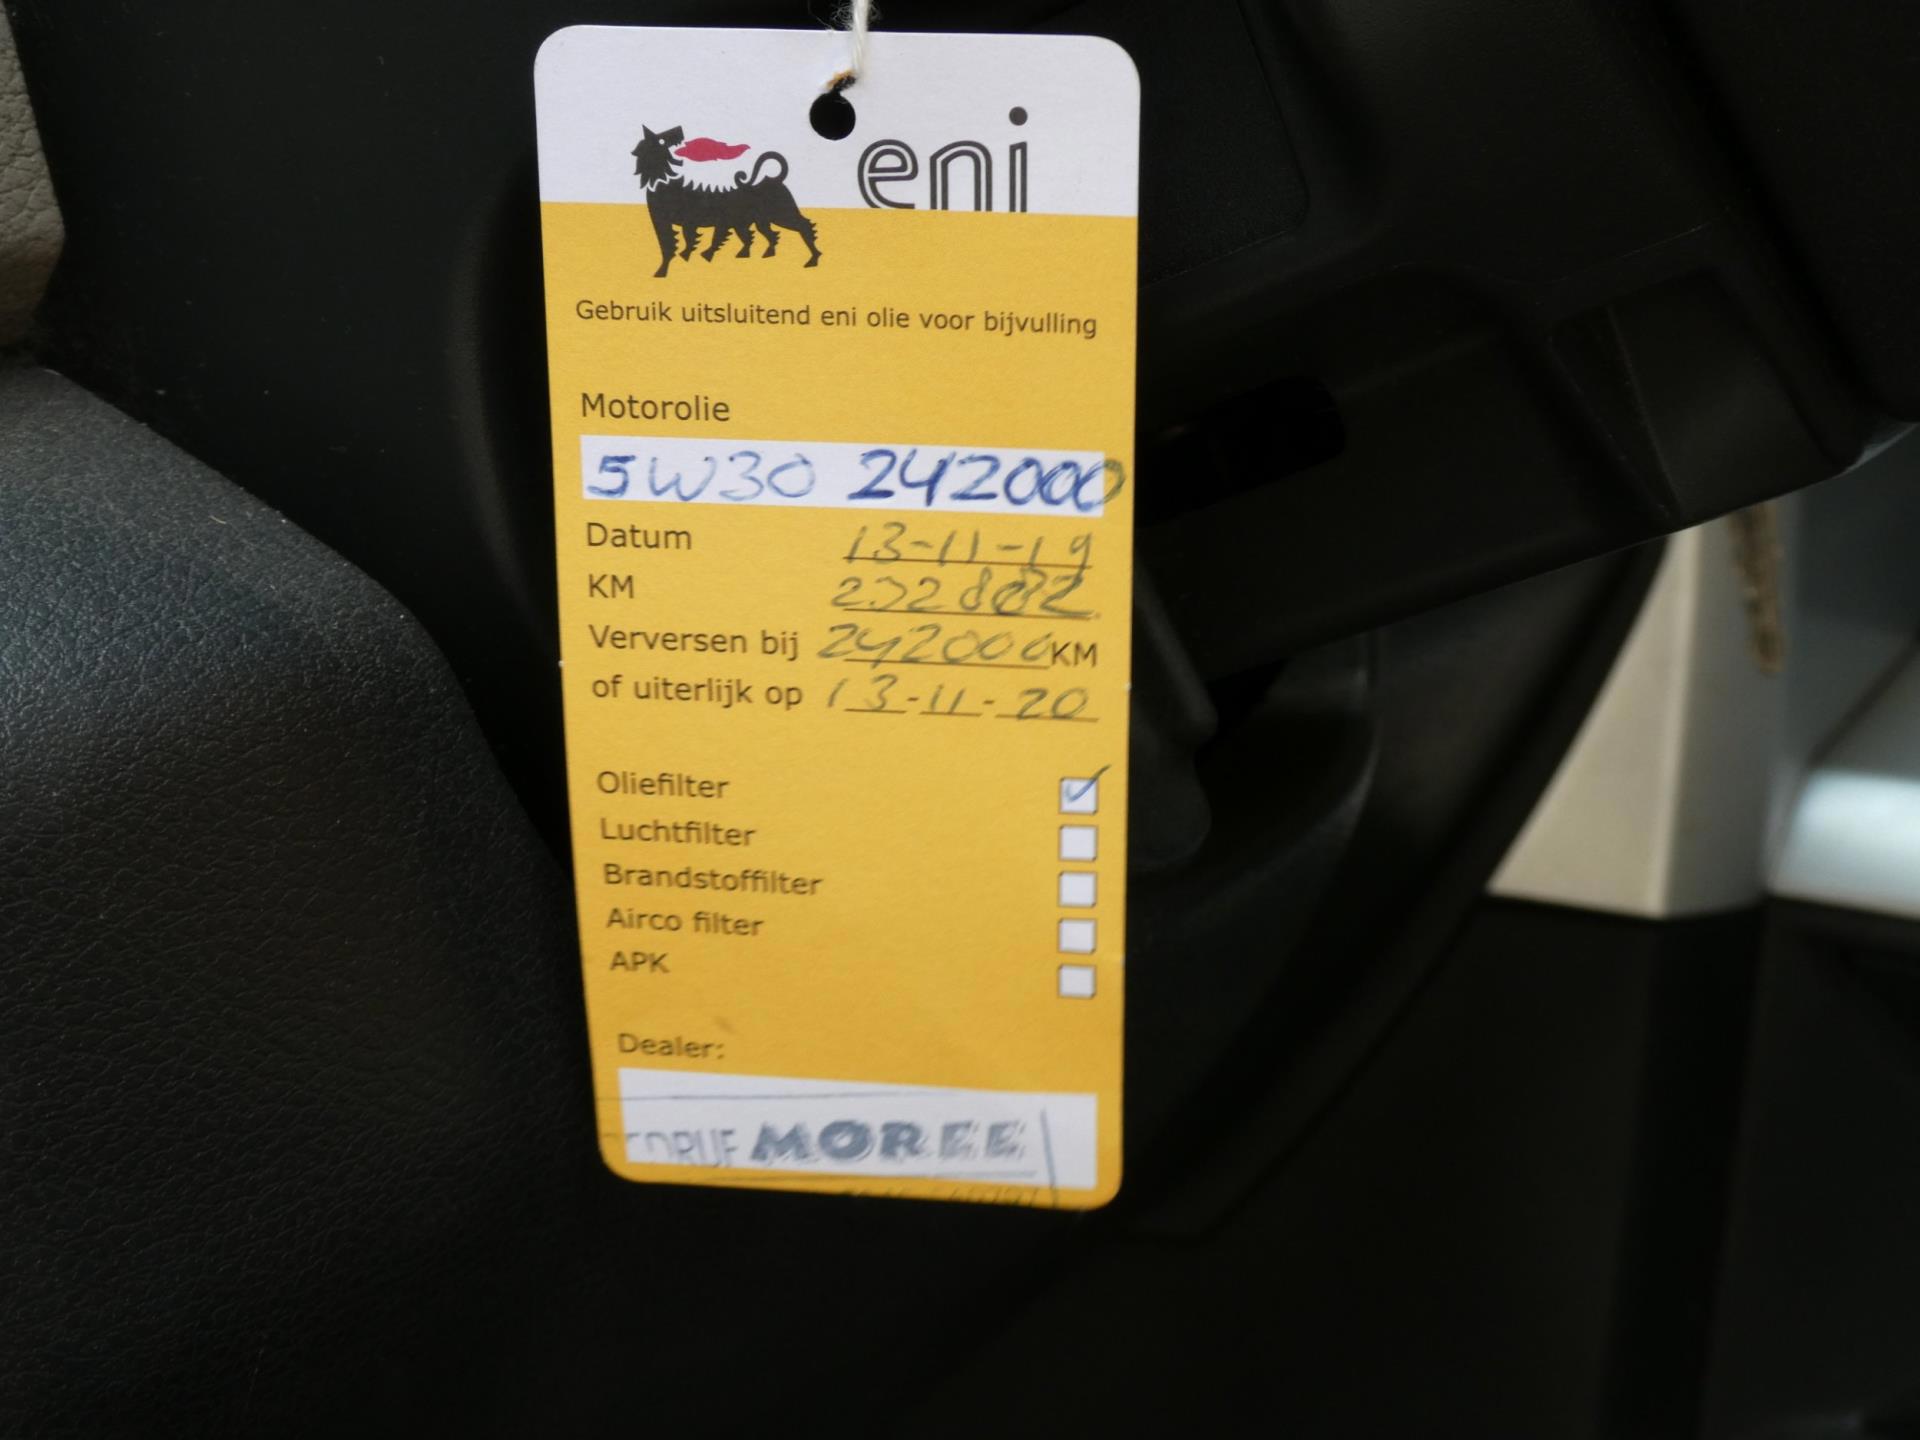 eni
Gebruik uitsluitend eni olie voor bijvulling
Motorolie
5W30 242000
Datum 13-11-19
KM 232882
Verversen bij 242000 KM
of uiterlijk op 13-11-20
Oliefilter
Luchtfilter
Brandstoffilter
Airco filter
APK
Dealer:
MOREE